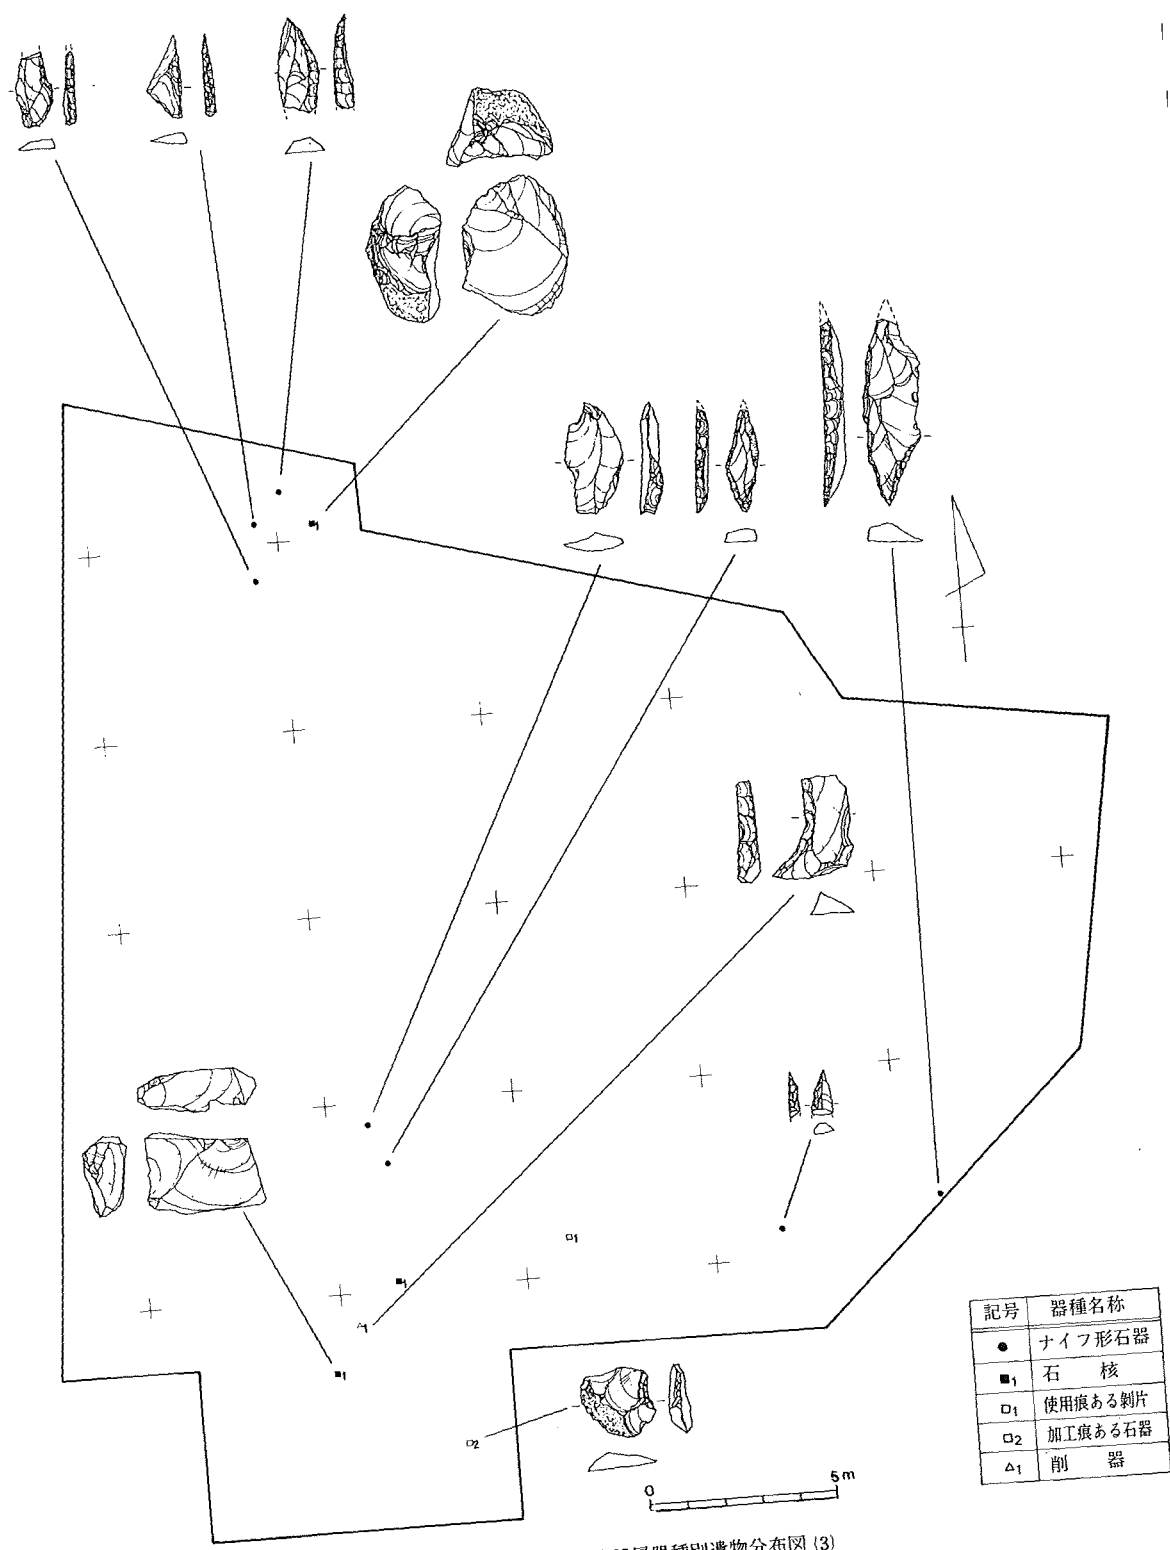 ■1
□1
■1
△1
■1
□2
0 5m
記号 器種名称
● ナイフ形石器
■1 石核
□1 使用痕ある剝片
□2 加工痕ある石器
△1 削器
器種別遺物分布図 (3)